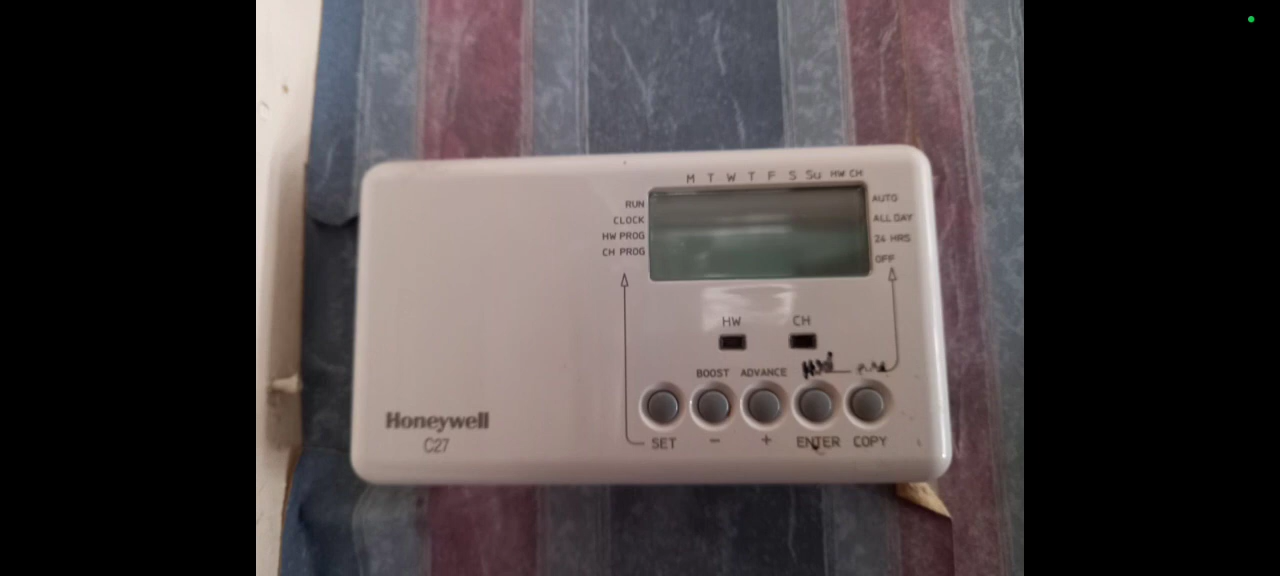 M T W T F S Su HW CH
RUN
CLOCK
HW PROG
CH PROG
AUTO
ALL DAY
24 HRS
OFF
HW CH
BOOST ADVANCE
SET − + ENTER COPY
Honeywell
C27